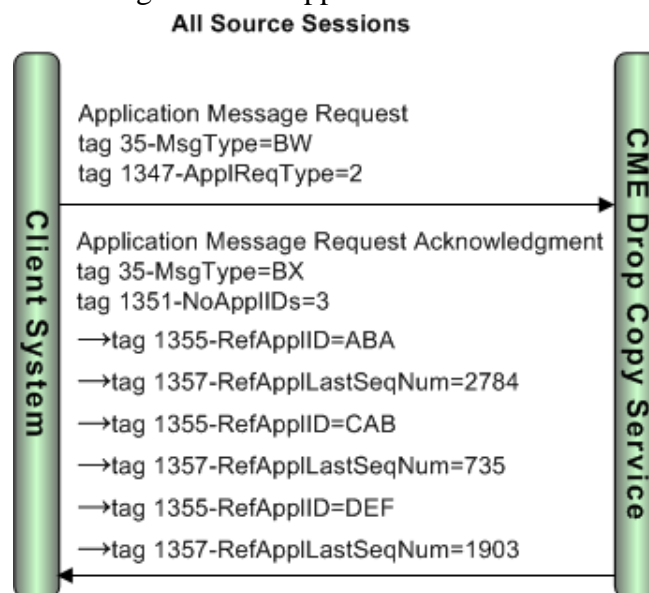 All Source Sessions
Application Message Request
tag 35-MsgType=BW
tag 1347-ApplReqType=2
Application Message Request Acknowledgment
tag 35-MsgType=BX
tag 1351-NoApplIDs=3
→tag 1355-RefApplID=ABA
→tag 1357-RefApplLastSeqNum=2784
→tag 1355-RefApplID=CAB
→tag 1357-RefApplLastSeqNum=735
→tag 1355-RefApplID=DEF
→tag 1357-RefApplLastSeqNum=1903
Client System
CME Drop Copy Service